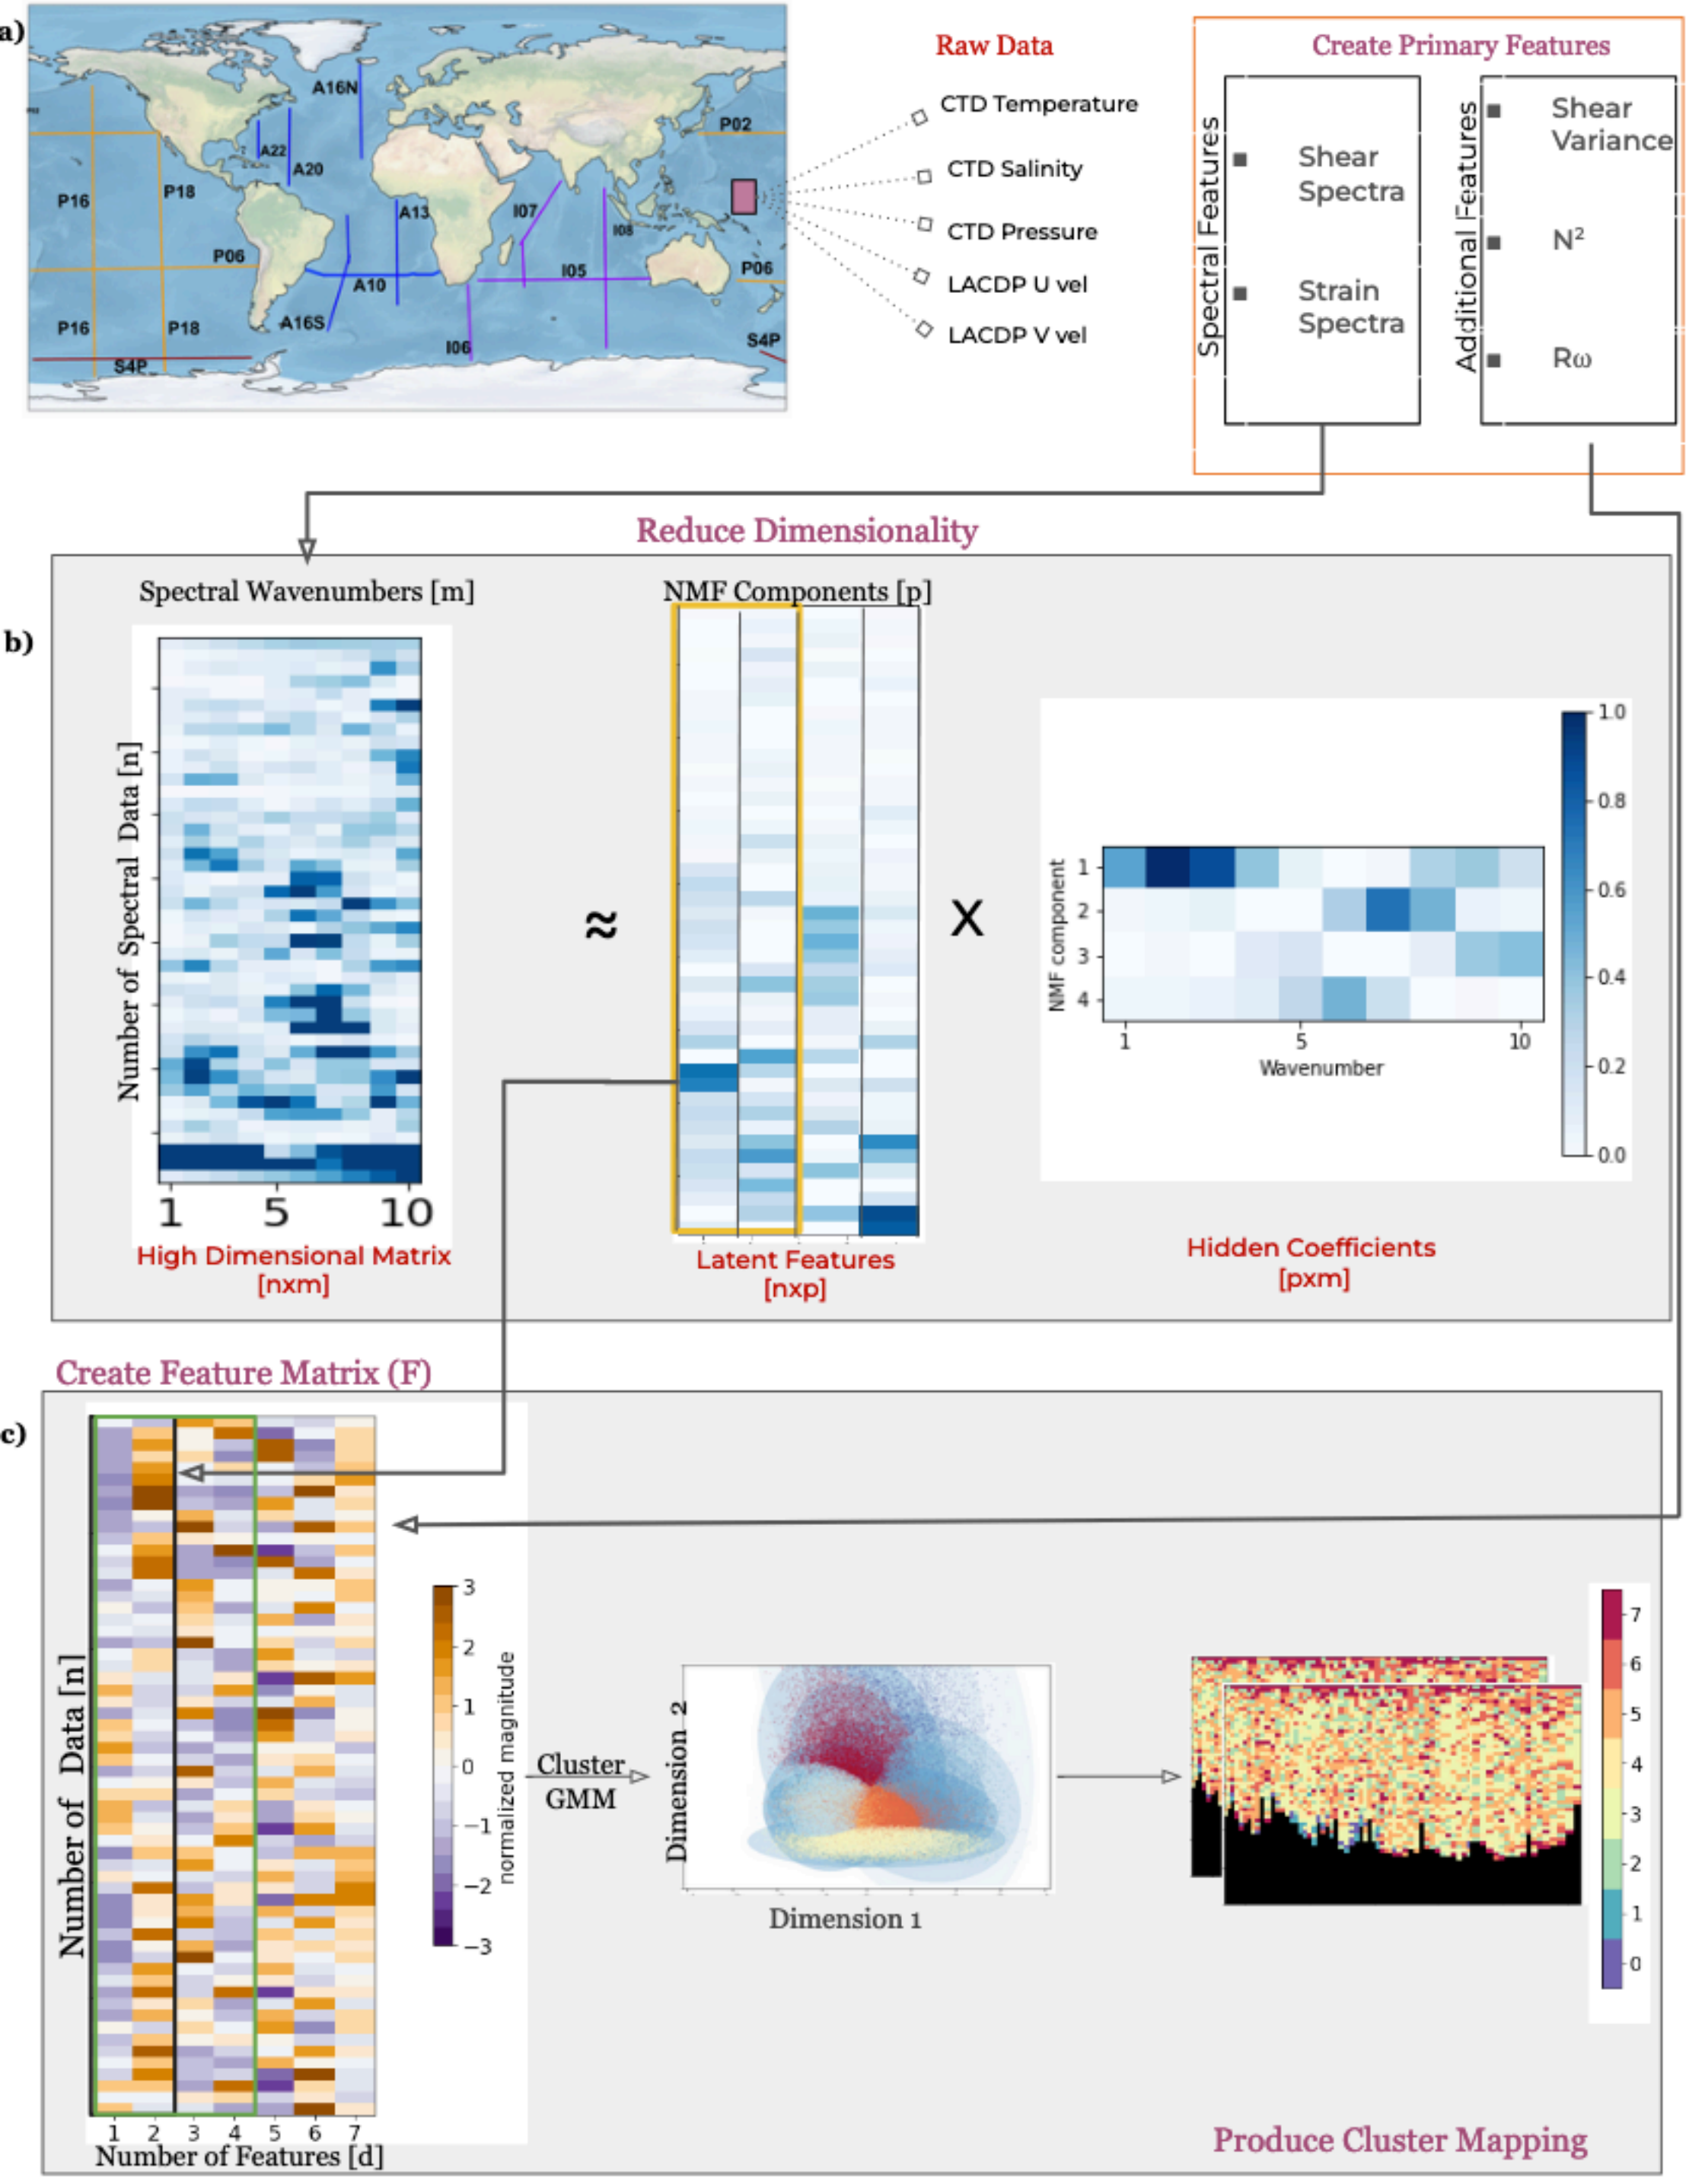 a)
A16N
A22
A20
P02
P16
P18
A13
I07
I08
P06
A10
I05
P06
A16S
P16
P18
I06
S4P
S4P
Raw Data
CTD Temperature
CTD Salinity
CTD Pressure
LACDP U vel
LACDP V vel
Create Primary Features
Spectral Features
Shear
Spectra
Strain
Spectra
Additional Features
Shear
Variance
N²
Rω
Reduce Dimensionality
b)
Spectral Wavenumbers [m]
Number of Spectral Data [n]
1 5 10
High Dimensional Matrix
[nxm]
≈
NMF Components [p]
Latent Features
[nxp]
X
NMF component
1
2
3
4
1 5 10
Wavenumber
1.0
0.8
0.6
0.4
0.2
0.0
Hidden Coefficients
[pxm]
Create Feature Matrix (F)
c)
Number of Data [n]
1 2 3 4 5 6 7
Number of Features [d]
3
2
1
0
−1
−2
−3
normalized magnitude
Cluster
GMM
Dimension 2
Dimension 1
7
6
5
4
3
2
1
0
Produce Cluster Mapping